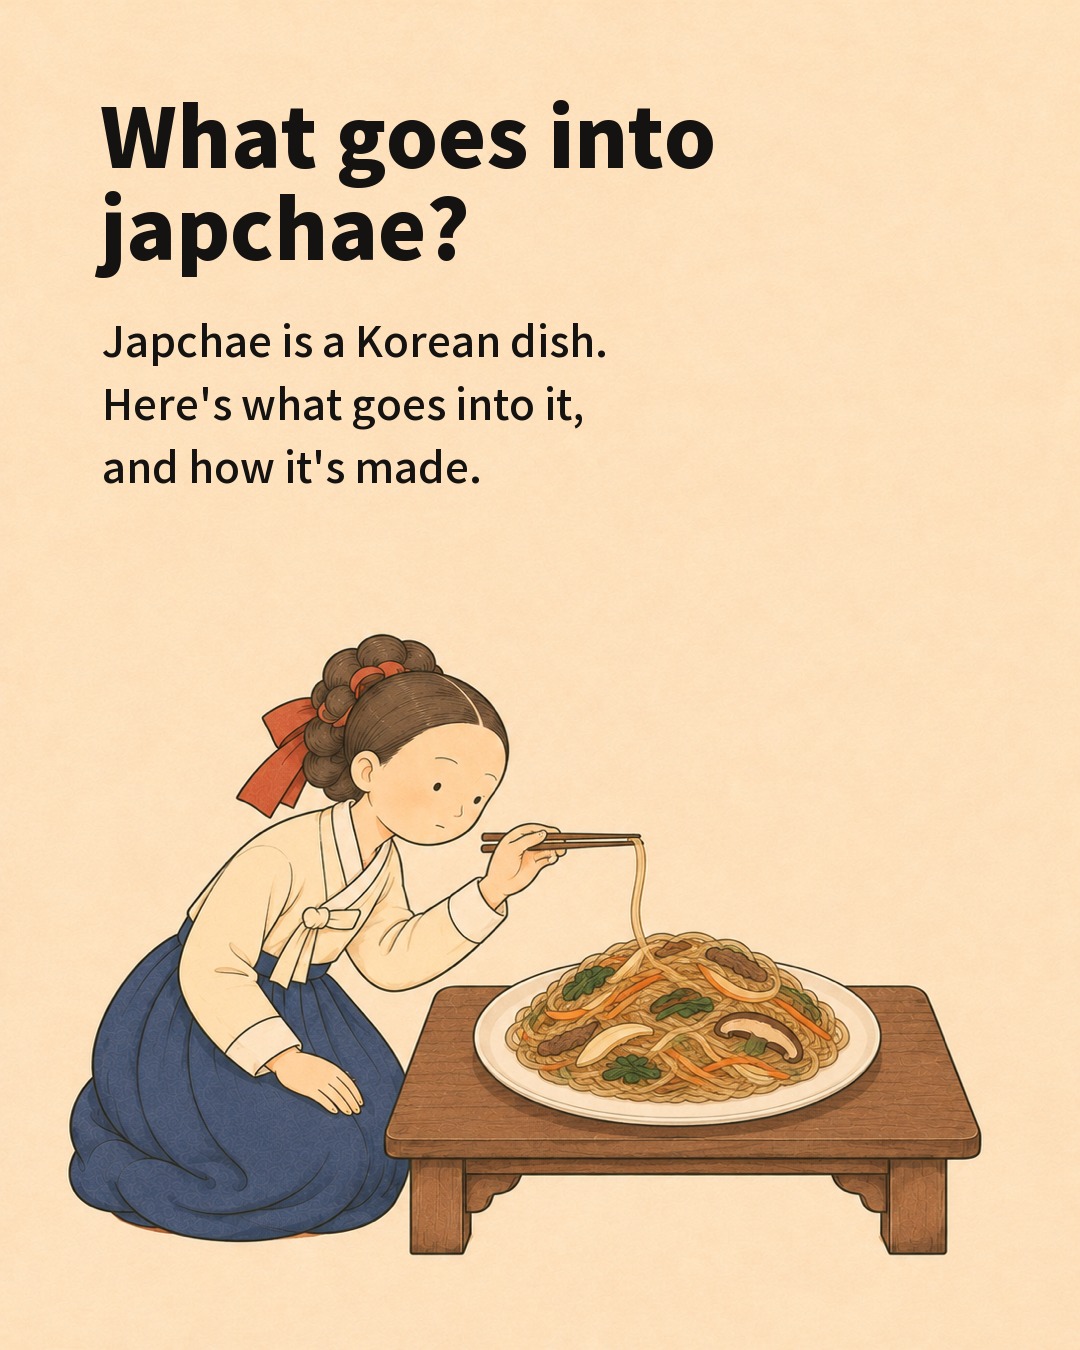 What goes into
japchae?
Japchae is a Korean dish.
Here's what goes into it,
and how it's made.